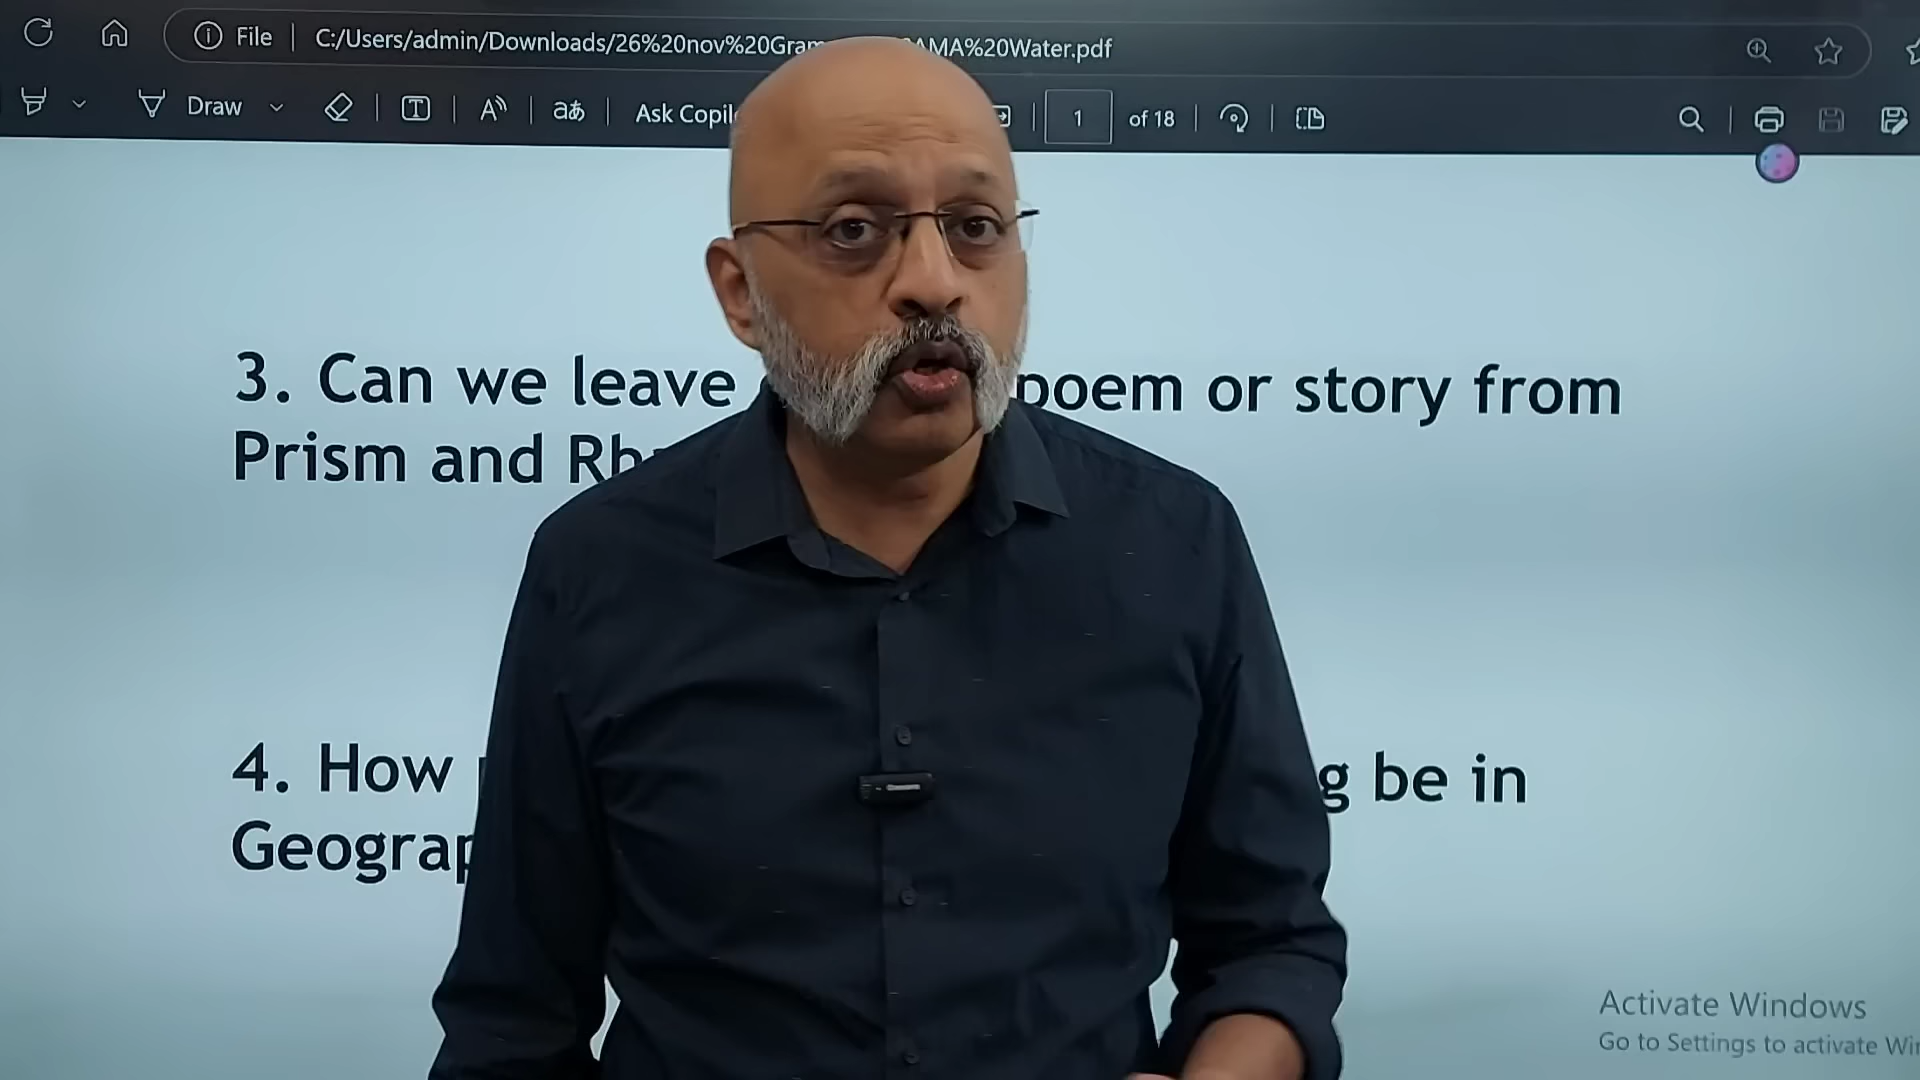 File C:/Users/admin/Downloads/26%20nov%20Gram AMA%20Water.pdf
Draw T A aあ Ask Copil 1 of 18
3. Can we leave poem or story from
Prism and Rh
4. How g be in
Geograp
Activate Windows
Go to Settings to activate Wi